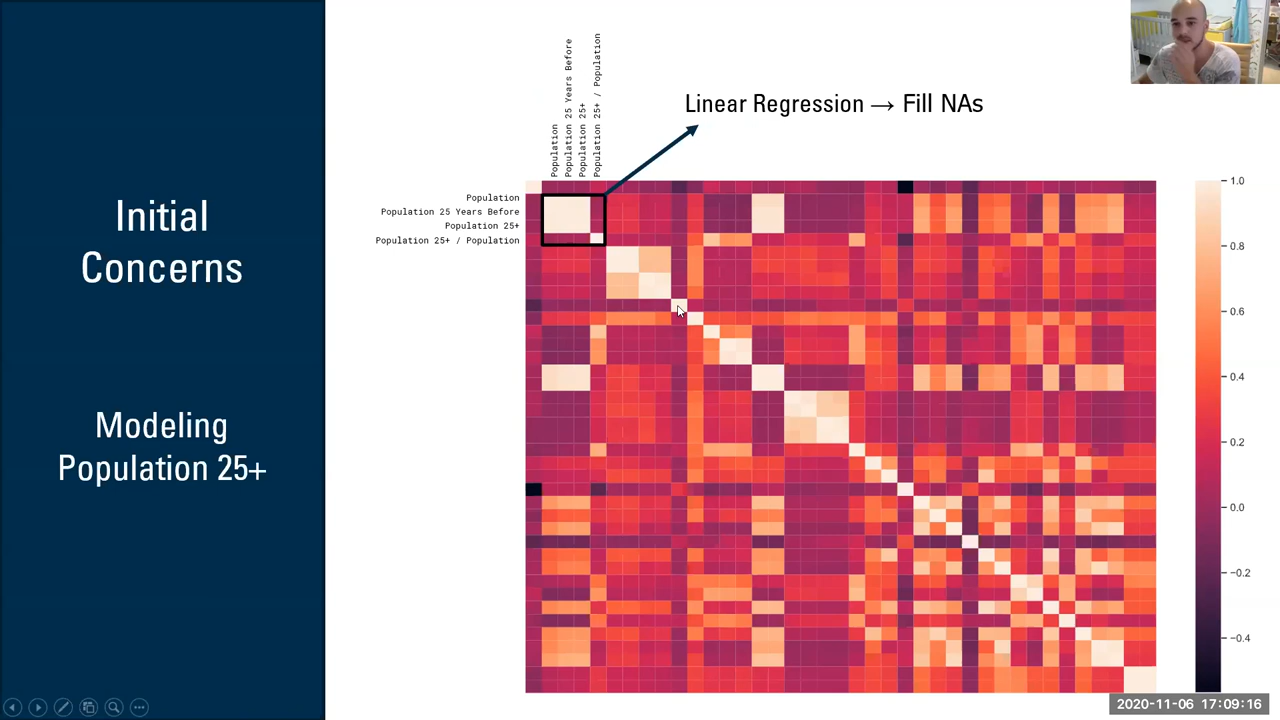 Initial
Concerns
Modeling
Population 25+
Linear Regression → Fill NAs
Population
Population 25 Years Before
Population 25+
Population 25+ / Population
Population
Population 25 Years Before
Population 25+
Population 25+ / Population
1.0
0.8
0.6
0.4
0.2
0.0
−0.2
−0.4
2020-11-06 17:09:16